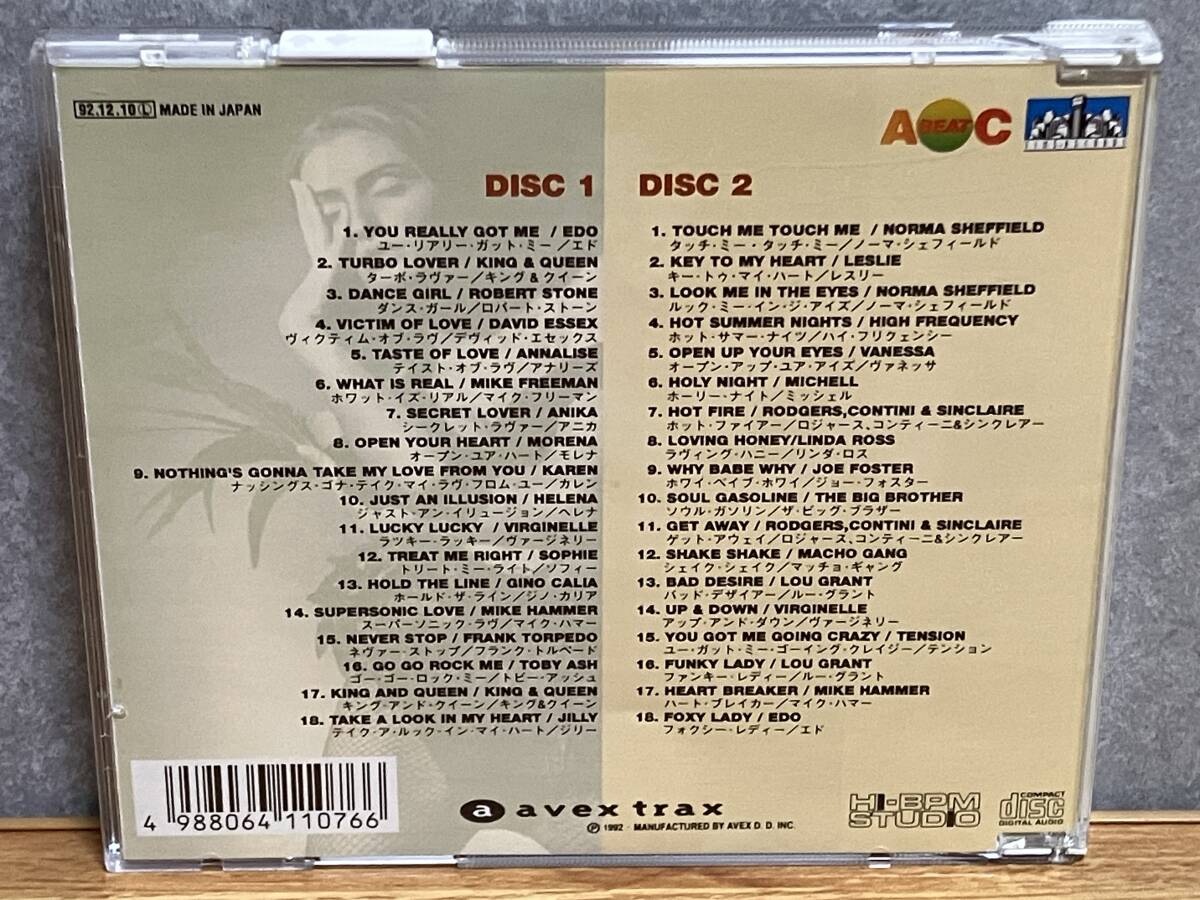 92.12.10 Ⓛ MADE IN JAPAN
A BEAT C
DISC 1
1. YOU REALLY GOT ME / EDO
ユー・リアリー・ガット・ミー／エド
2. TURBO LOVER / KING & QUEEN
ターボ・ラヴァー／キング＆クイーン
3. DANCE GIRL / ROBERT STONE
ダンス・ガール／ロバート・ストーン
4. VICTIM OF LOVE / DAVID ESSEX
ヴィクティム・オブ・ラヴ／デヴィッド・エセックス
5. TASTE OF LOVE / ANNALISE
テイスト・オブ・ラヴ／アナリーズ
6. WHAT IS REAL / MIKE FREEMAN
ホワット・イズ・リアル／マイク・フリーマン
7. SECRET LOVER / ANIKA
シークレット・ラヴァー／アニカ
8. OPEN YOUR HEART / MORENA
オープン・ユア・ハート／モレナ
9. NOTHING'S GONNA TAKE MY LOVE FROM YOU / KAREN
ナッシングス・ゴナ・テイク・マイ・ラヴ・フロム・ユー／カレン
10. JUST AN ILLUSION / HELENA
ジャスト・アン・イリュージョン／ヘレナ
11. LUCKY LUCKY / VIRGINELLE
ラッキー・ラッキー／ヴァージネリー
12. TREAT ME RIGHT / SOPHIE
トリート・ミー・ライト／ソフィー
13. HOLD THE LINE / GINO CALIA
ホールド・ザ・ライン／ジノ・カリア
14. SUPERSONIC LOVE / MIKE HAMMER
スーパーソニック・ラヴ／マイク・ハマー
15. NEVER STOP / FRANK TORPEDO
ネヴァー・ストップ／フランク・トルペード
16. GO GO ROCK ME / TOBY ASH
ゴー・ゴー・ロック・ミー／トビー・アッシュ
17. KING AND QUEEN / KING & QUEEN
キング・アンド・クイーン／キング&クイーン
18. TAKE A LOOK IN MY HEART / JILLY
テイク・ア・ルック・イン・マイ・ハート／ジリー
DISC 2
1. TOUCH ME TOUCH ME / NORMA SHEFFIELD
タッチ・ミー・タッチ・ミー／ノーマ・シェフィールド
2. KEY TO MY HEART / LESLIE
キー・トゥ・マイ・ハート／レスリー
3. LOOK ME IN THE EYES / NORMA SHEFFIELD
ルック・ミー・イン・ジ・アイズ／ノーマ・シェフィールド
4. HOT SUMMER NIGHTS / HIGH FREQUENCY
ホット・サマー・ナイツ／ハイ・フリクェンシー
5. OPEN UP YOUR EYES / VANESSA
オープン・アップ・ユア・アイズ／ヴァネッサ
6. HOLY NIGHT / MICHELL
ホーリー・ナイト／ミッシェル
7. HOT FIRE / RODGERS,CONTINI & SINCLAIRE
ホット・ファイアー／ロジャース、コンティーニ&シンクレアー
8. LOVING HONEY/LINDA ROSS
ラヴィング・ハニー／リンダ・ロス
9. WHY BABE WHY / JOE FOSTER
ホワイ・ベイブ・ホワイ／ジョー・フォスター
10. SOUL GASOLINE / THE BIG BROTHER
ソウル・ガソリン／ザ・ビッグ・ブラザー
11. GET AWAY / RODGERS,CONTINI & SINCLAIRE
ゲット・アウェイ／ロジャース、コンティーニ&シンクレアー
12. SHAKE SHAKE / MACHO GANG
シェイク・シェイク／マッチョ・ギャング
13. BAD DESIRE / LOU GRANT
バッド・デザイアー／ルー・グラント
14. UP & DOWN / VIRGINELLE
アップ・アンド・ダウン／ヴァージネリー
15. YOU GOT ME GOING CRAZY / TENSION
ユー・ガット・ミー・ゴーイング・クレイジー／テンション
16. FUNKY LADY / LOU GRANT
ファンキー・レディー／ルー・グラント
17. HEART BREAKER / MIKE HAMMER
ハート・ブレイカー／マイク・ハマー
18. FOXY LADY / EDO
フォクシー・レディー／エド
4 988064 110766
a avex trax
Ⓟ 1992 · MANUFACTURED BY AVEX D. D. INC.
HI-BPM STUDIO
COMPACT disc DIGITAL AUDIO